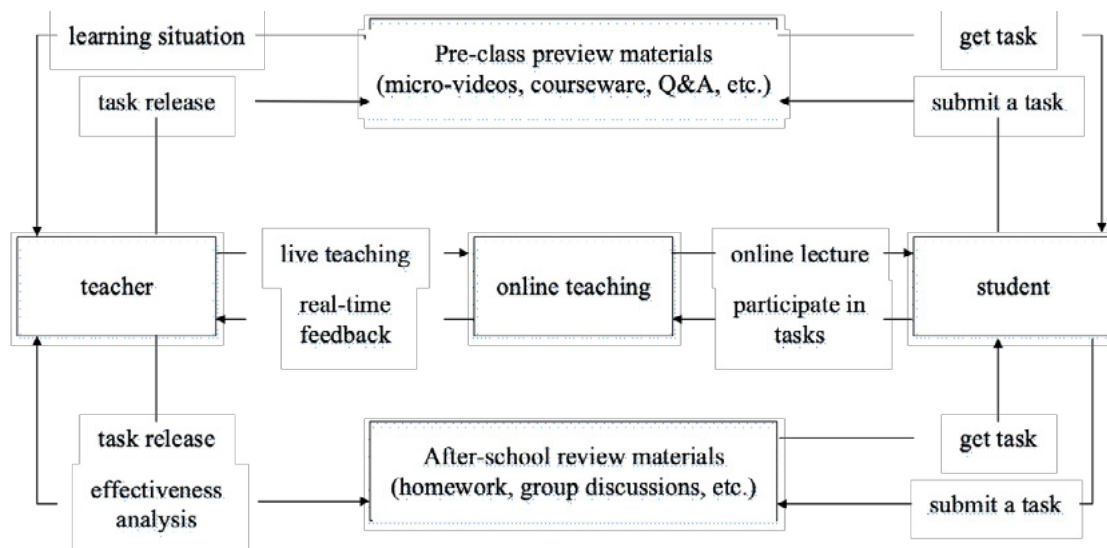 learning situation
Pre-class preview materials
(micro-videos, courseware, Q&A, etc.)
get task
task release
submit a task
teacher
live teaching
real-time
feedback
online teaching
online lecture
participate in
tasks
student
task release
effectiveness
analysis
After-school review materials
(homework, group discussions, etc.)
get task
submit a task